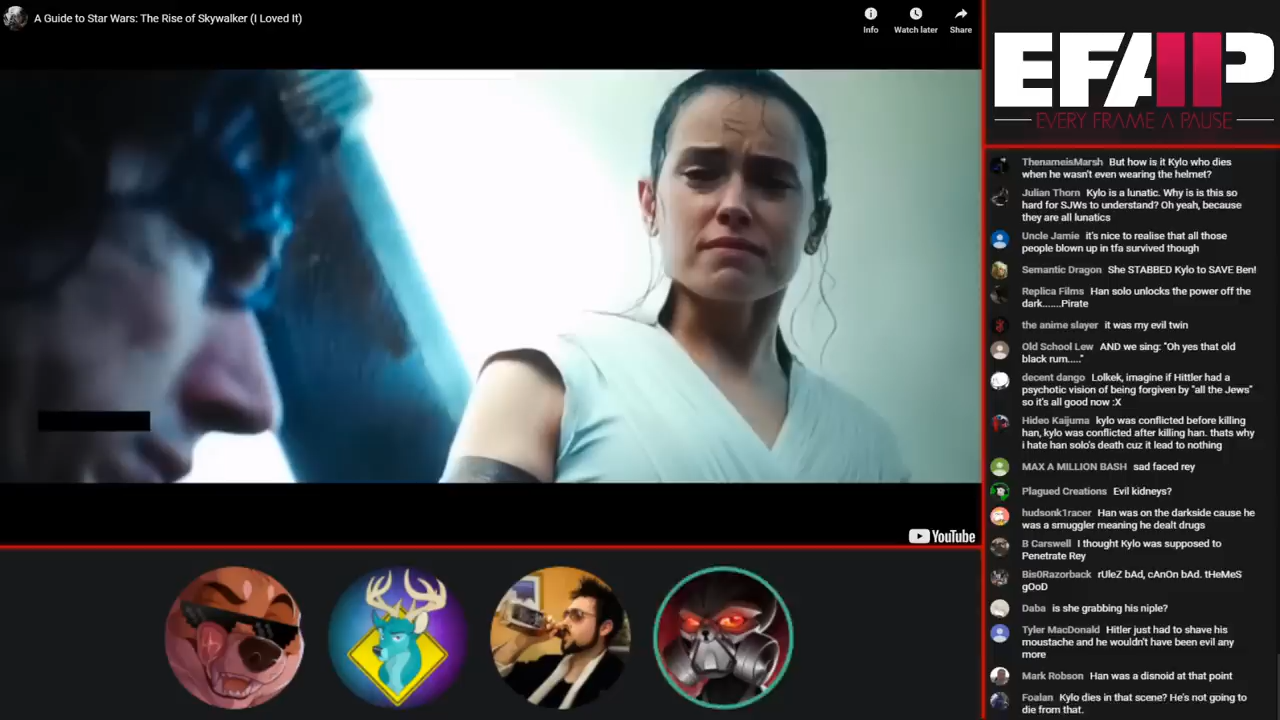 A Guide to Star Wars: The Rise of Skywalker (I Loved It)
Info
Watch later
Share
YouTube
EFAP
EVERY FRAME A PAUSE
ThenameisMarsh But how is it Kylo who dies
when he wasn't even wearing the helmet?
Julian Thorn Kylo is a lunatic. Why is is this so
hard for SJWs to understand? Oh yeah, because
they are all lunatics
Uncle Jamie it's nice to realise that all those
people blown up in tfa survived though
Semantic Dragon She STABBED Kylo to SAVE Ben!
Replica Films Han solo unlocks the power off the
dark.......Pirate
the anime slayer it was my evil twin
Old School Lew AND we sing: "Oh yes that old
black rum....."
decent dango Lolkek, imagine if Hittler had a
psychotic vision of being forgiven by "all the Jews"
so it's all good now :X
Hideo Kaijuma kylo was conflicted before killing
han, kylo was conflicted after killing han. thats why
i hate han solo's death cuz it lead to nothing
MAX A MILLION BASH sad faced rey
Plagued Creations Evil kidneys?
hudsonk1racer Han was on the darkside cause he
was a smuggler meaning he dealt drugs
B Carswell I thought Kylo was supposed to
Penetrate Rey
Bis0Razorback rUleZ bAd, cAnOn bAd. tHeMeS
gOoD
Daba is she grabbing his niple?
Tyler MacDonald Hitler just had to shave his
moustache and he wouldn't have been evil any
more
Mark Robson Han was a disnoid at that point
Foalan Kylo dies in that scene? He's not going to
die from that.